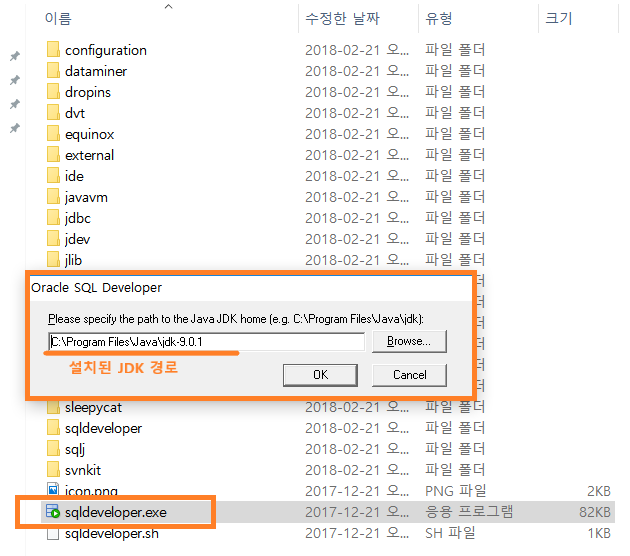 이름 수정한 날짜 유형 크기
configuration 2018-02-21 오... 파일 폴더
dataminer 2018-02-21 오... 파일 폴더
dropins 2018-02-21 오... 파일 폴더
dvt 2018-02-21 오... 파일 폴더
equinox 2018-02-21 오... 파일 폴더
external 2018-02-21 오... 파일 폴더
ide 2018-02-21 오... 파일 폴더
javavm 2018-02-21 오... 파일 폴더
jdbc 2018-02-21 오... 파일 폴더
jdev 2018-02-21 오... 파일 폴더
jlib 2018-02-21 오... 파일 폴더
Oracle SQL Developer
Please specify the path to the Java JDK home (e.g. C:\Program Files\Java\jdk):
C:\Program Files\Java\jdk-9.0.1 Browse...
설치된 JDK 경로
OK Cancel
sleepycat 2018-02-21 오... 파일 폴더
sqldeveloper 2018-02-21 오... 파일 폴더
sqlj 2018-02-21 오... 파일 폴더
svnkit 2018-02-21 오... 파일 폴더
icon.png 2017-12-21 오... PNG 파일 2KB
sqldeveloper.exe 2017-12-21 오... 응용 프로그램 82KB
sqldeveloper.sh 2017-12-21 오... SH 파일 1KB